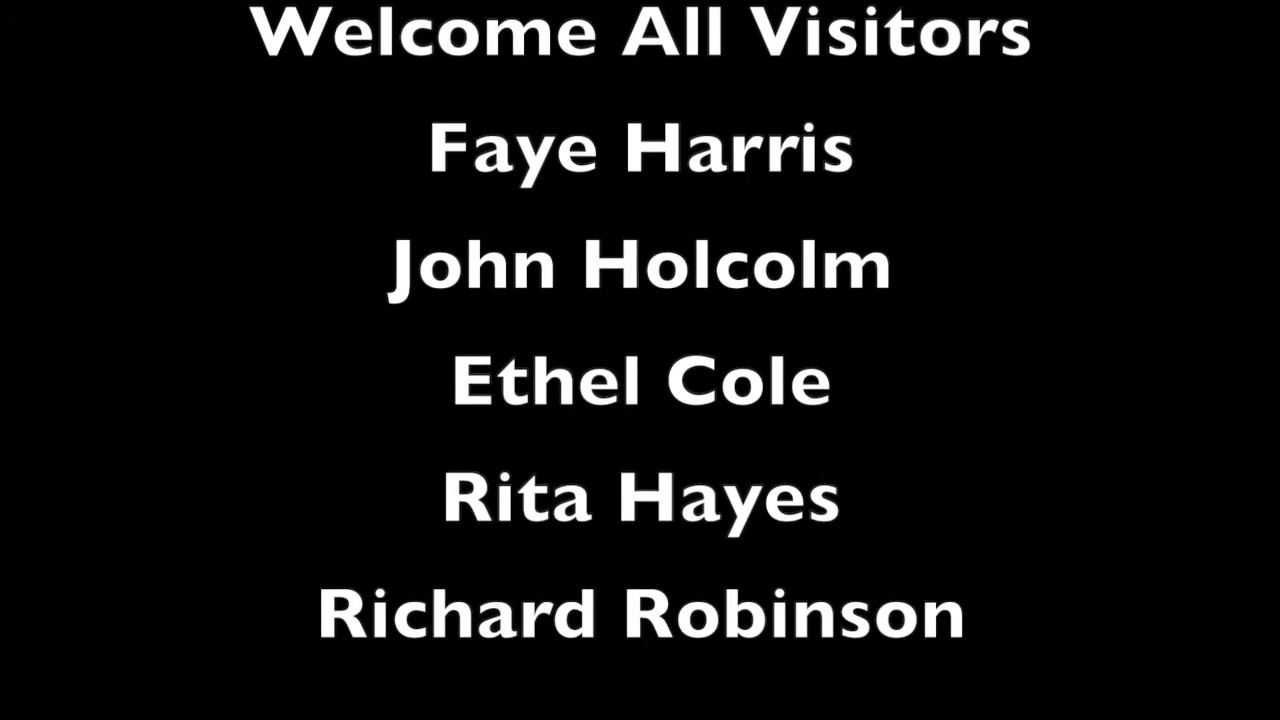 Welcome All Visitors
Faye Harris
John Holcolm
Ethel Cole
Rita Hayes
Richard Robinson